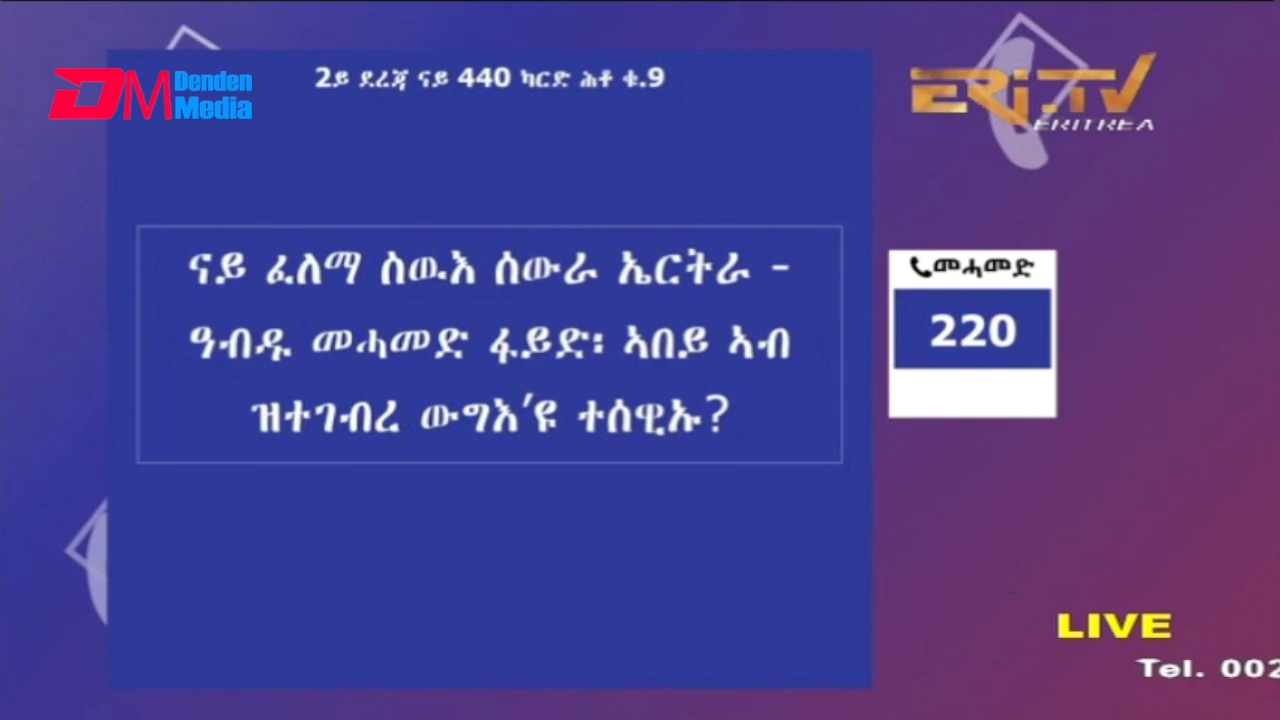 DM Denden Media
2ይ ደረጃ ናይ 440 ካርድ ሕቶ ቁ.9
ERi.TV
ERITREA
ናይ ፈለማ ስዉእ ሰውራ ኤርትራ -
ዓብዱ መሓመድ ፋይድ፡ ኣበይ ኣብ
ዝተገብረ ውግእ'ዩ ተሰዊኡ?
መሓመድ
220
LIVE
Tel. 002